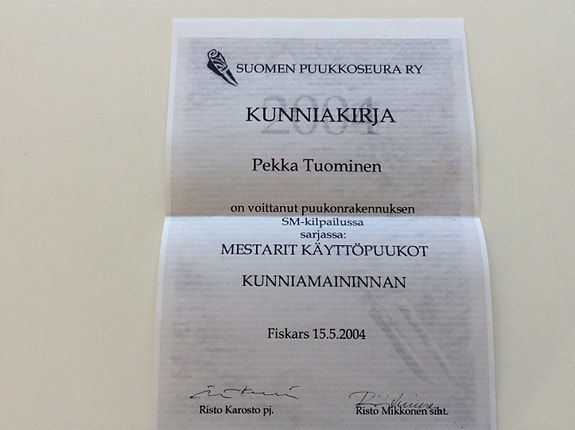 SUOMEN PUUKKOSEURA RY
2004
KUNNIAKIRJA
Pekka Tuominen
on voittanut puukonrakennuksen
SM-kilpailussa
sarjassa:
MESTARIT KÄYTTÖPUUKOT
KUNNIAMAININNAN
Fiskars 15.5.2004
Risto Karosto pj.
Risto Mikkonen siht.